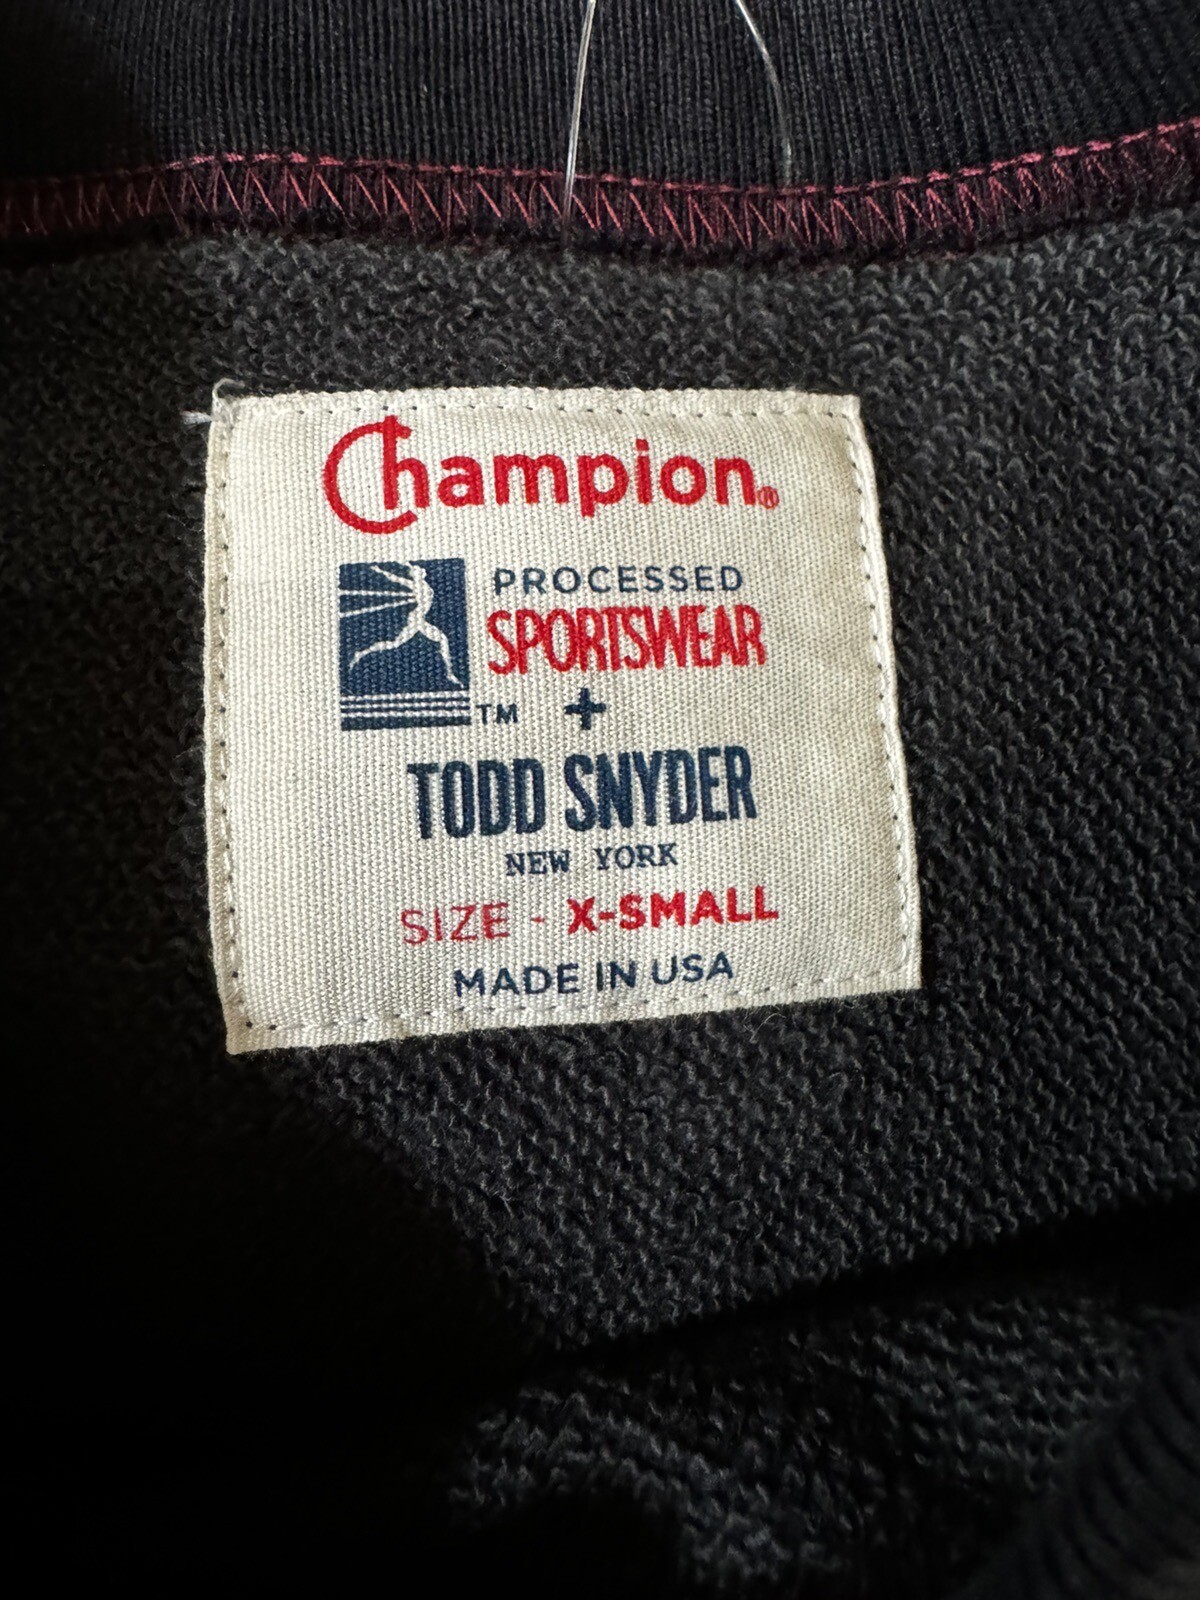 Champion®
PROCESSED
SPORTSWEAR
TM +
TODD SNYDER
NEW YORK
SIZE - X-SMALL
MADE IN USA